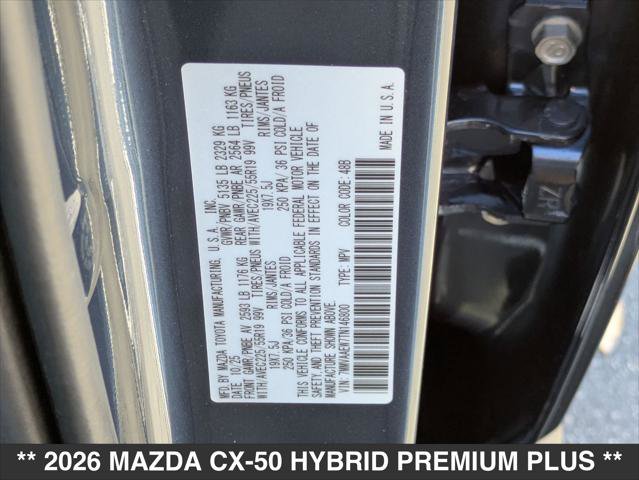 MFD.BY MAZDA TOYOTA MANUFACTURING, U.S.A. INC.
DATE 10/25 GVWR/PNBV 5135 LB 2329 KG
FRONT GAWR/PNBE AV 2593 LB 1176 KG REAR GAWR/PNBE AR 2564 LB 1163 KG
WITH/AVEC225/55R19 99V TIRES/PNEUS WITH/AVEC225/55R19 99V TIRES/PNEUS
19X7.5J RIMS/JANTES 19X7.5J RIMS/JANTES
250 KPA/36 PSI COLD/A FROID 250 KPA/36 PSI COLD/A FROID
THIS VEHICLE CONFORMS TO ALL APPLICABLE FEDERAL MOTOR VEHICLE
SAFETY, AND THEFT PREVENTION STANDARDS IN EFFECT ON THE DATE OF
MANUFACTURE SHOWN ABOVE.
VIN: 7MMVAAEW7TN146800 TYPE: MPV COLOR CODE: 48B
MADE IN U.S.A.
** 2026 MAZDA CX-50 HYBRID PREMIUM PLUS **